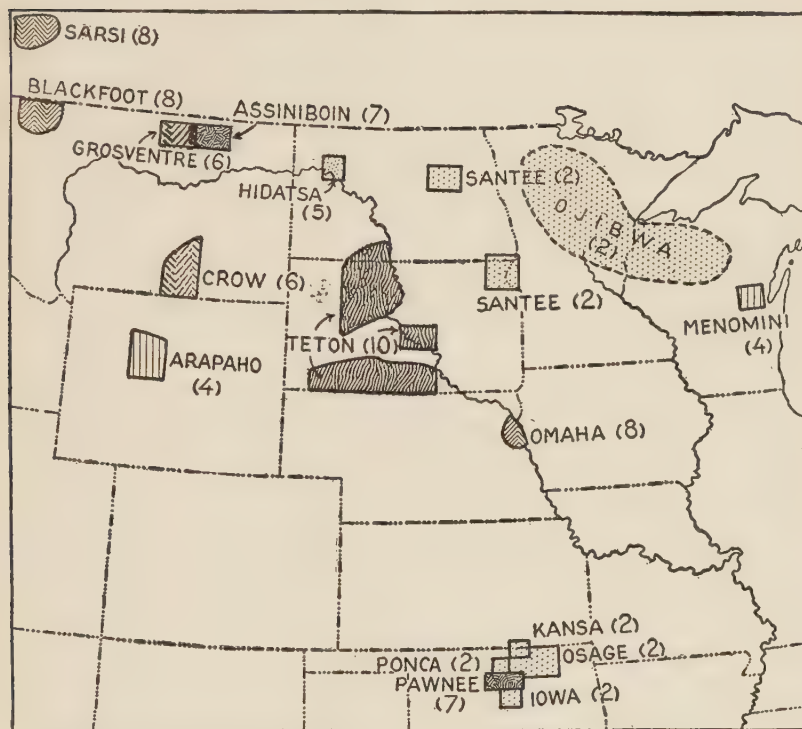 SARSI (8)
BLACKFOOT (8)
ASSINIBOIN (7)
GROSVENTRE (6)
HIDATSA
(5)
SANTEE (2)
OJIBWA
(2)
CROW (6)
SANTEE (2)
MENOMINI
(4)
TETON (10)
ARAPAHO
(4)
OMAHA (8)
KANSA (2)
OSAGE (2)
PONCA (2)
PAWNEE
(7)
IOWA (2)